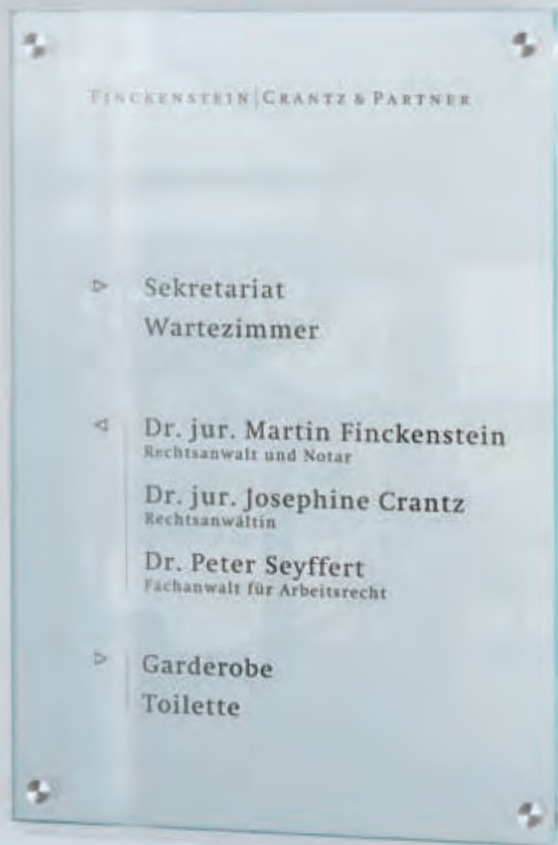 FINCKENSTEIN|CRANTZ & PARTNER
▷ Sekretariat
Wartezimmer
◁ Dr. jur. Martin Finckenstein
Rechtsanwalt und Notar
Dr. jur. Josephine Crantz
Rechtsanwältin
Dr. Peter Seyffert
Fachanwalt für Arbeitsrecht
▷ Garderobe
Toilette